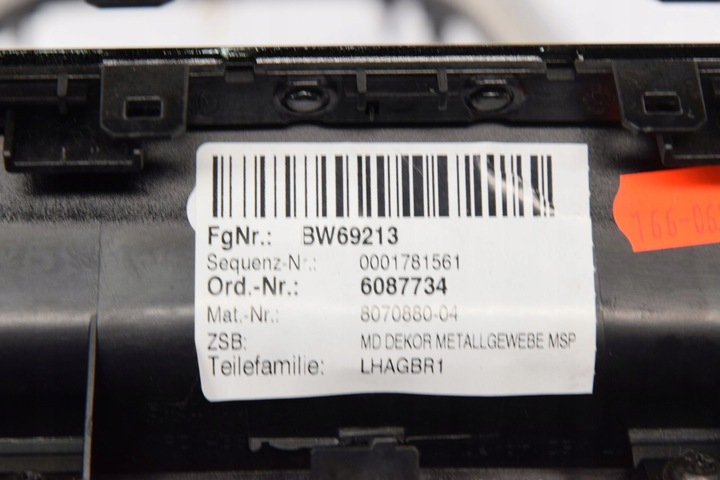 FgNr.: BW69213
Sequenz-Nr.: 0001781561
Ord.-Nr.: 6087734
Mat.-Nr.: 8070880-04
ZSB: MD DEKOR METALLGEWEBE MSP
Teilefamilie: LHAGBR1